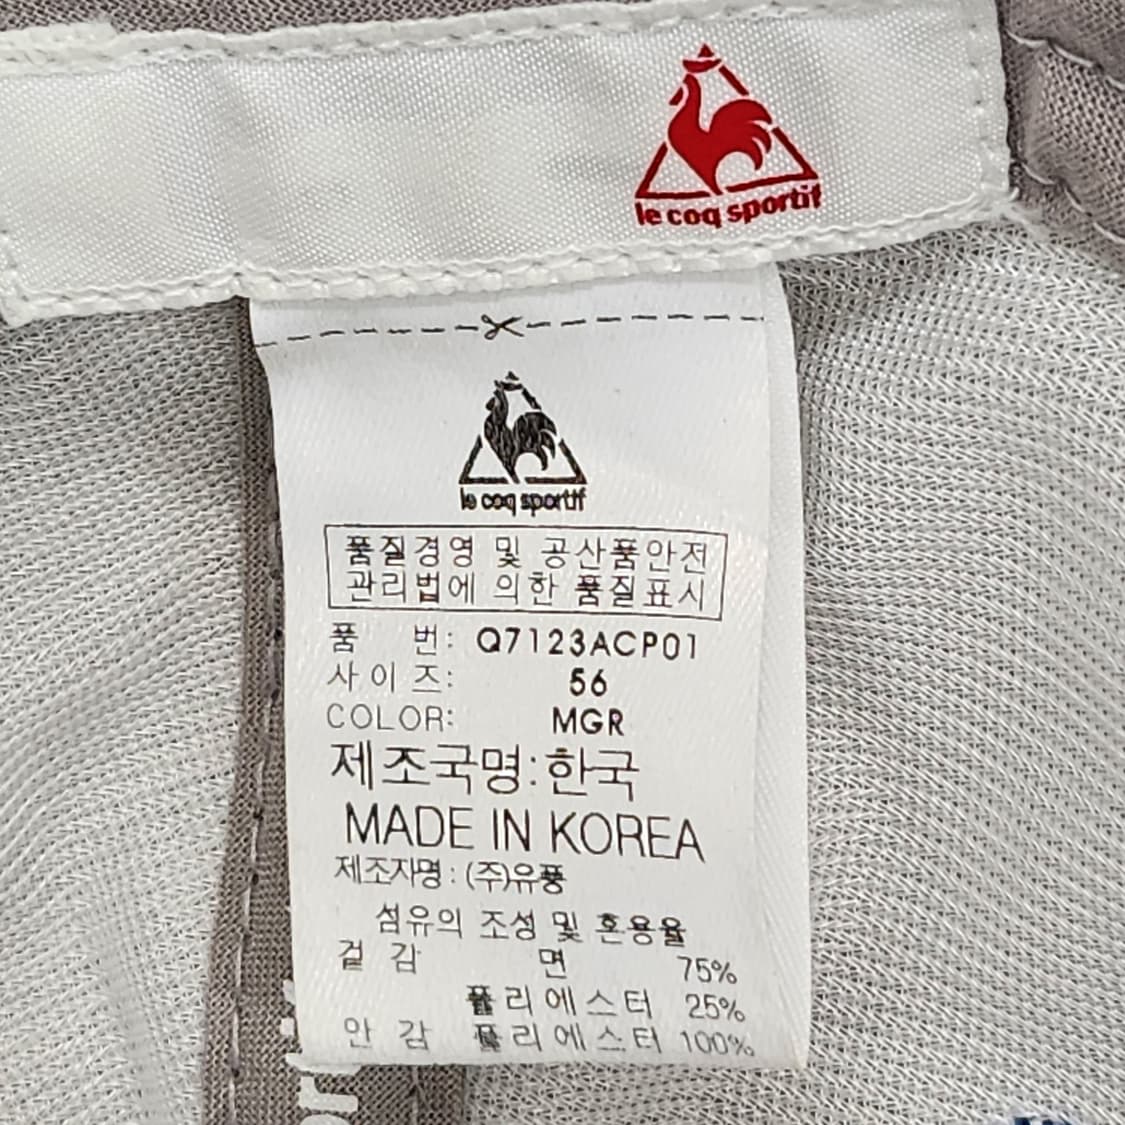 le coq sportif
le coq sportif
품질경영 및 공산품안전
관리법에 의한 품질표시
품 번: Q7123ACP01
사이즈: 56
COLOR: MGR
제조국명:한국
MADE IN KOREA
제조자명: (주)유풍
섬유의 조성 및 혼용율
겉 감 면 75%
폴리에스터 25%
안 감 폴리에스터 100%